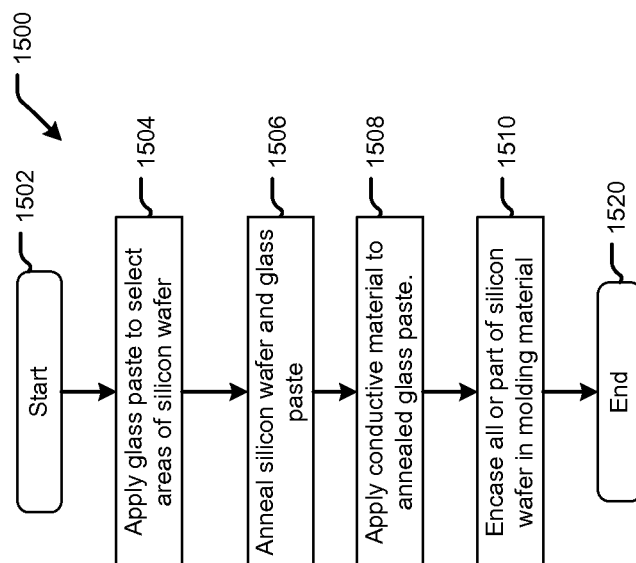 1500
Start
1502
Apply glass paste to select
areas of silicon wafer
1504
Anneal silicon wafer and glass
paste
1506
Apply conductive material to
annealed glass paste.
1508
Encase all or part of silicon
wafer in molding material
1510
End
1520